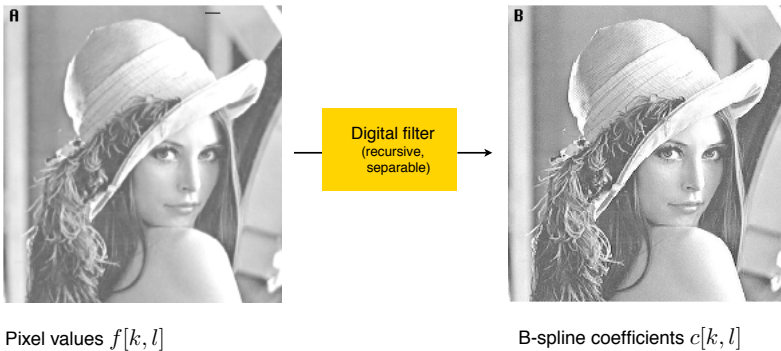 A
B
Digital filter
(recursive,
separable)
Pixel values f[k, l]
B-spline coefficients c[k, l]